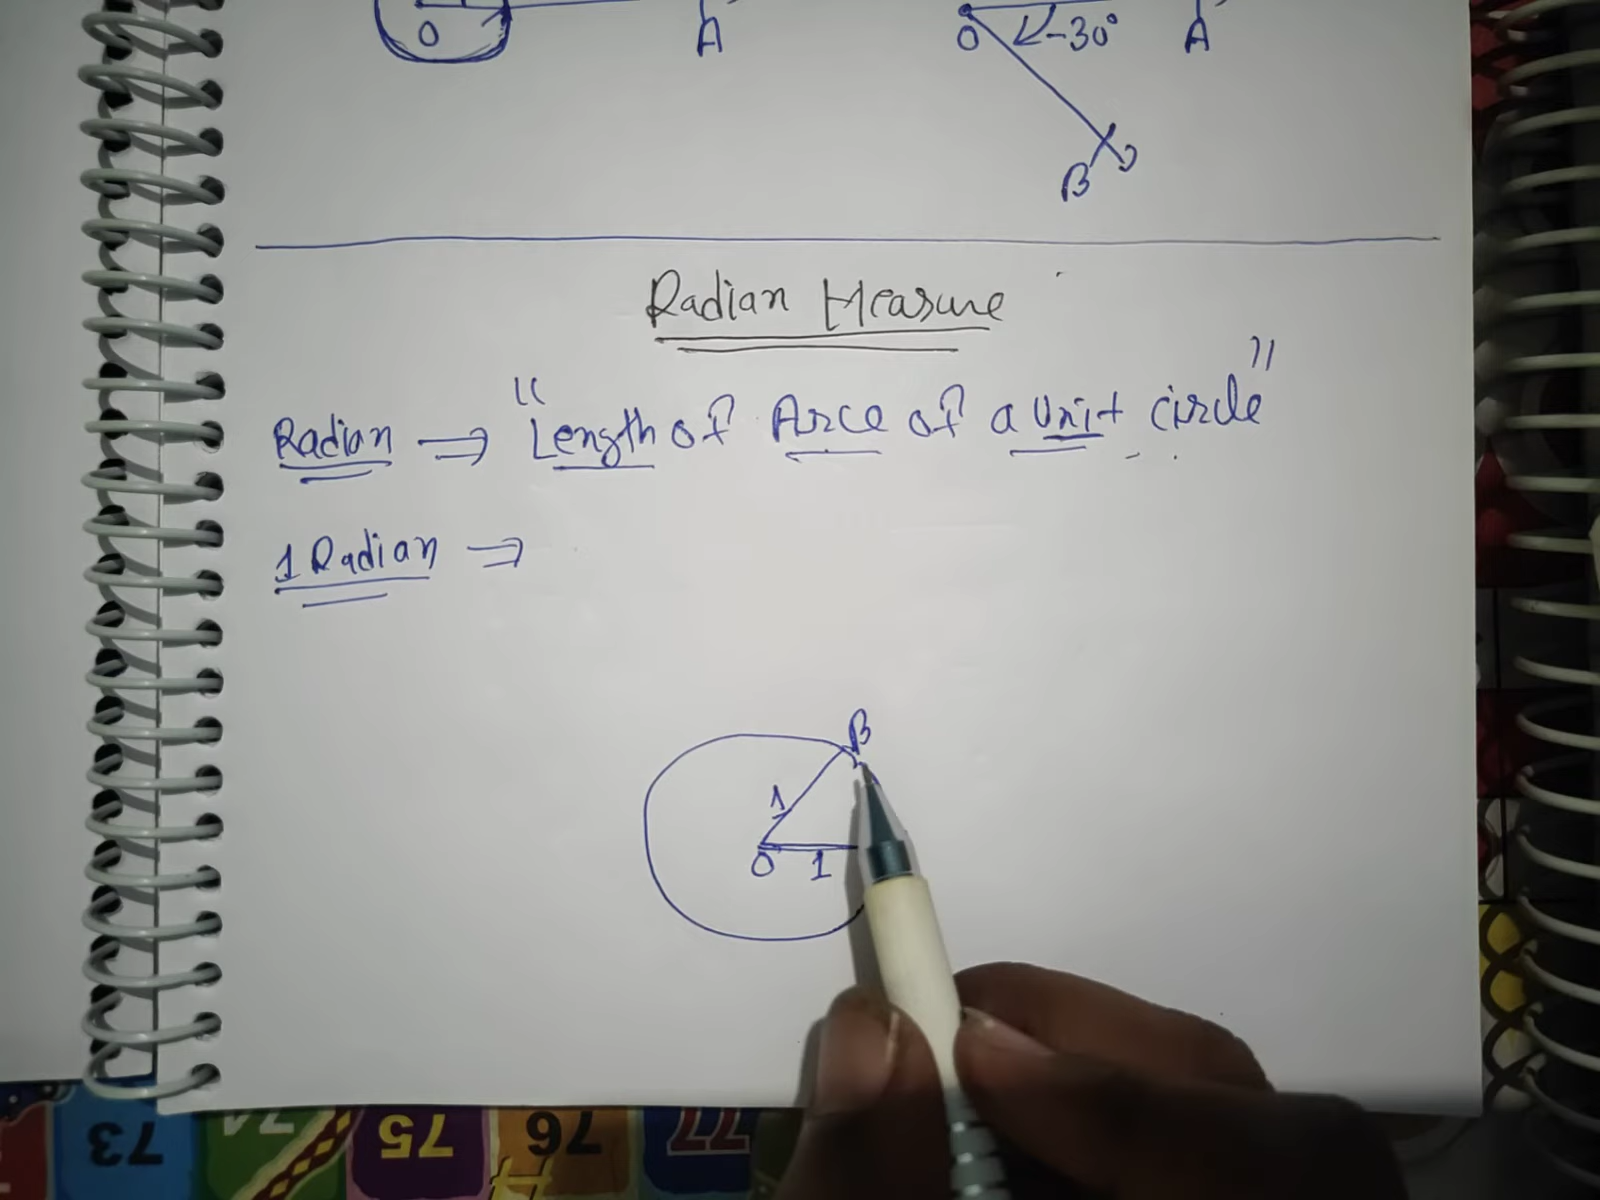 O A
O -30° A
B
Radian Measure
Radian ⇒ "Length of Arce of a Unit circle"
1 Radian ⇒
B
1
O 1
73 74 75 76 77